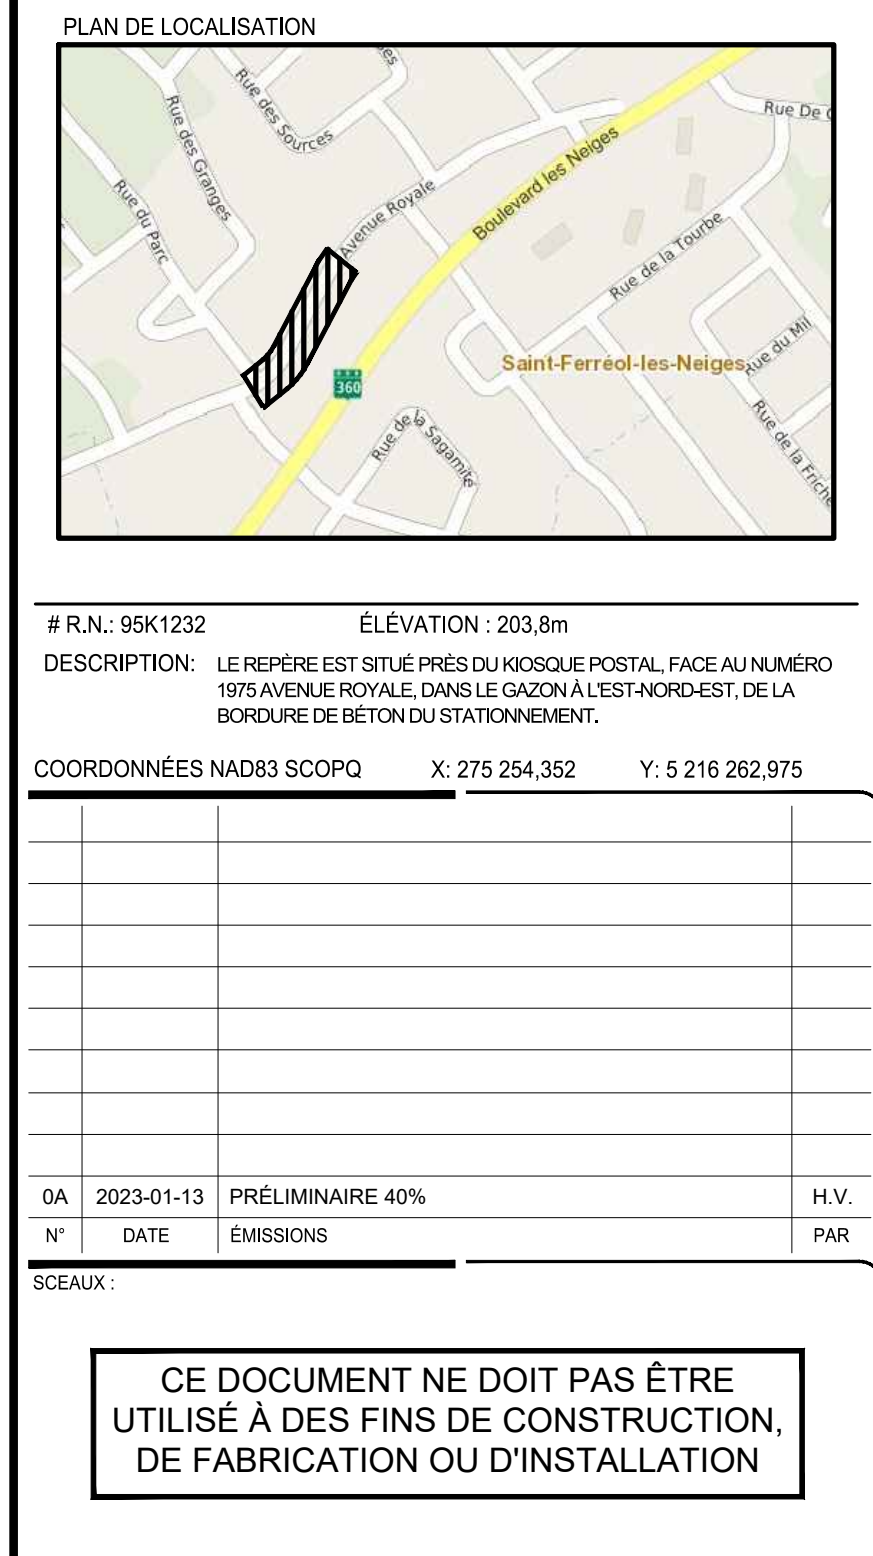 PLAN DE LOCALISATION
Rue des Sources
Rue De
Rue des Granges
Boulevard les Neiges
Rue du Parc
Avenue Royale
Rue de la Tourbe
Saint-Ferréol-les-Neiges
Rue du Mil
360
Rue de la Sagamité
Rue de la Friche
# R.N.: 95K1232 ÉLÉVATION : 203,8m
DESCRIPTION: LE REPÈRE EST SITUÉ PRÈS DU KIOSQUE POSTAL, FACE AU NUMÉRO
1975 AVENUE ROYALE, DANS LE GAZON À L'EST-NORD-EST, DE LA
BORDURE DE BÉTON DU STATIONNEMENT.
COORDONNÉES NAD83 SCOPQ X: 275 254,352 Y: 5 216 262,975
0A 2023-01-13 PRÉLIMINAIRE 40% H.V.
N° DATE ÉMISSIONS PAR
SCEAUX :
CE DOCUMENT NE DOIT PAS ÊTRE
UTILISÉ À DES FINS DE CONSTRUCTION,
DE FABRICATION OU D'INSTALLATION